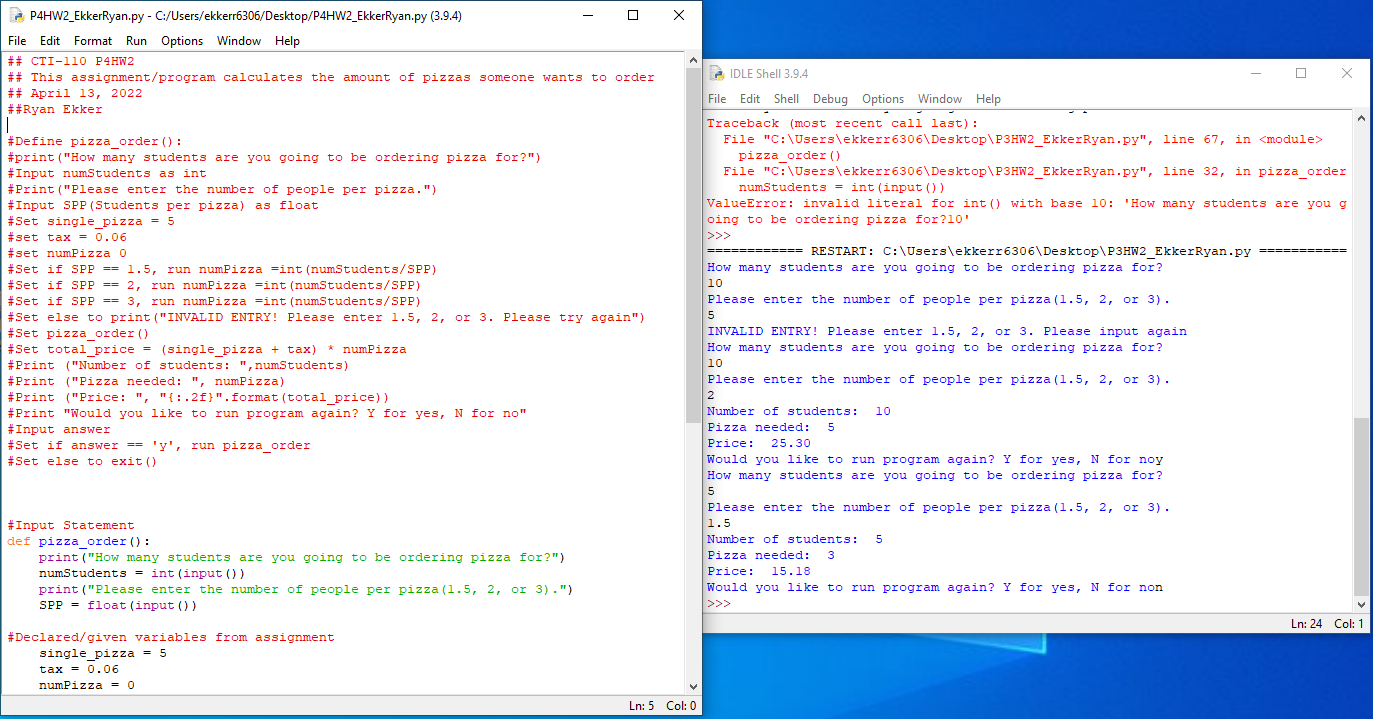 P4HW2_EkkerRyan.py - C:/Users/ekkerr6306/Desktop/P4HW2_EkkerRyan.py (3.9.4)
File Edit Format Run Options Window Help
## CTI-110 P4HW2
## This assignment/program calculates the amount of pizzas someone wants to order
## April 13, 2022
##Ryan Ekker
#Define pizza_order():
#print("How many students are you going to be ordering pizza for?")
#Input numStudents as int
#Print("Please enter the number of people per pizza.")
#Input SPP(Students per pizza) as float
#Set single_pizza = 5
#set tax = 0.06
#set numPizza 0
#Set if SPP == 1.5, run numPizza =int(numStudents/SPP)
#Set if SPP == 2, run numPizza =int(numStudents/SPP)
#Set if SPP == 3, run numPizza =int(numStudents/SPP)
#Set else to print("INVALID ENTRY! Please enter 1.5, 2, or 3. Please try again")
#Set pizza_order()
#Set total_price = (single_pizza + tax) * numPizza
#Print ("Number of students: ",numStudents)
#Print ("Pizza needed: ", numPizza)
#Print ("Price: ", "{:.2f}".format(total_price))
#Print "Would you like to run program again? Y for yes, N for no"
#Input answer
#Set if answer == 'y', run pizza_order
#Set else to exit()
#Input Statement
def pizza_order():
    print("How many students are you going to be ordering pizza for?")
    numStudents = int(input())
    print("Please enter the number of people per pizza(1.5, 2, or 3).")
    SPP = float(input())
#Declared/given variables from assignment
    single_pizza = 5
    tax = 0.06
    numPizza = 0
Ln: 5 Col: 0
IDLE Shell 3.9.4
File Edit Shell Debug Options Window Help
Traceback (most recent call last):
  File "C:\Users\ekkerr6306\Desktop\P3HW2_EkkerRyan.py", line 67, in <module>
    pizza_order()
  File "C:\Users\ekkerr6306\Desktop\P3HW2_EkkerRyan.py", line 32, in pizza_order
    numStudents = int(input())
ValueError: invalid literal for int() with base 10: 'How many students are you g
oing to be ordering pizza for?10'
>>>
============ RESTART: C:\Users\ekkerr6306\Desktop\P3HW2_EkkerRyan.py ===========
How many students are you going to be ordering pizza for?
10
Please enter the number of people per pizza(1.5, 2, or 3).
5
INVALID ENTRY! Please enter 1.5, 2, or 3. Please input again
How many students are you going to be ordering pizza for?
10
Please enter the number of people per pizza(1.5, 2, or 3).
2
Number of students:  10
Pizza needed:  5
Price:  25.30
Would you like to run program again? Y for yes, N for noy
How many students are you going to be ordering pizza for?
5
Please enter the number of people per pizza(1.5, 2, or 3).
1.5
Number of students:  5
Pizza needed:  3
Price:  15.18
Would you like to run program again? Y for yes, N for non
>>>
Ln: 24 Col: 1